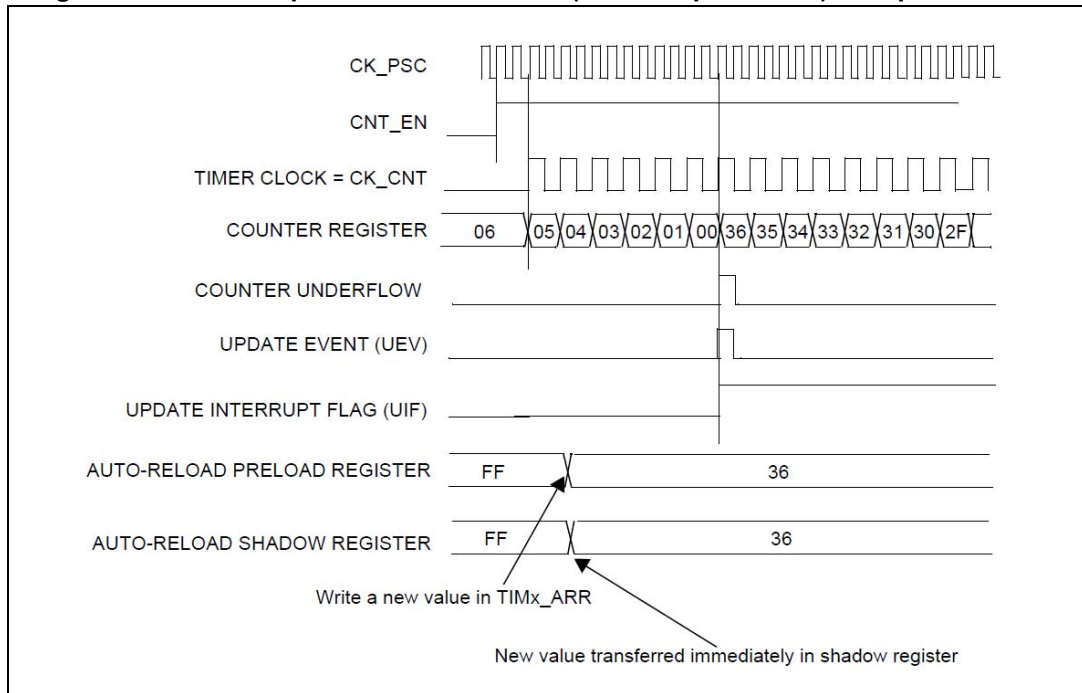 CK_PSC
CNT_EN
TIMER CLOCK = CK_CNT
COUNTER REGISTER 06 05 04 03 02 01 00 36 35 34 33 32 31 30 2F
COUNTER UNDERFLOW
UPDATE EVENT (UEV)
UPDATE INTERRUPT FLAG (UIF)
AUTO-RELOAD PRELOAD REGISTER FF 36
AUTO-RELOAD SHADOW REGISTER FF 36
Write a new value in TIMx_ARR
New value transferred immediately in shadow register